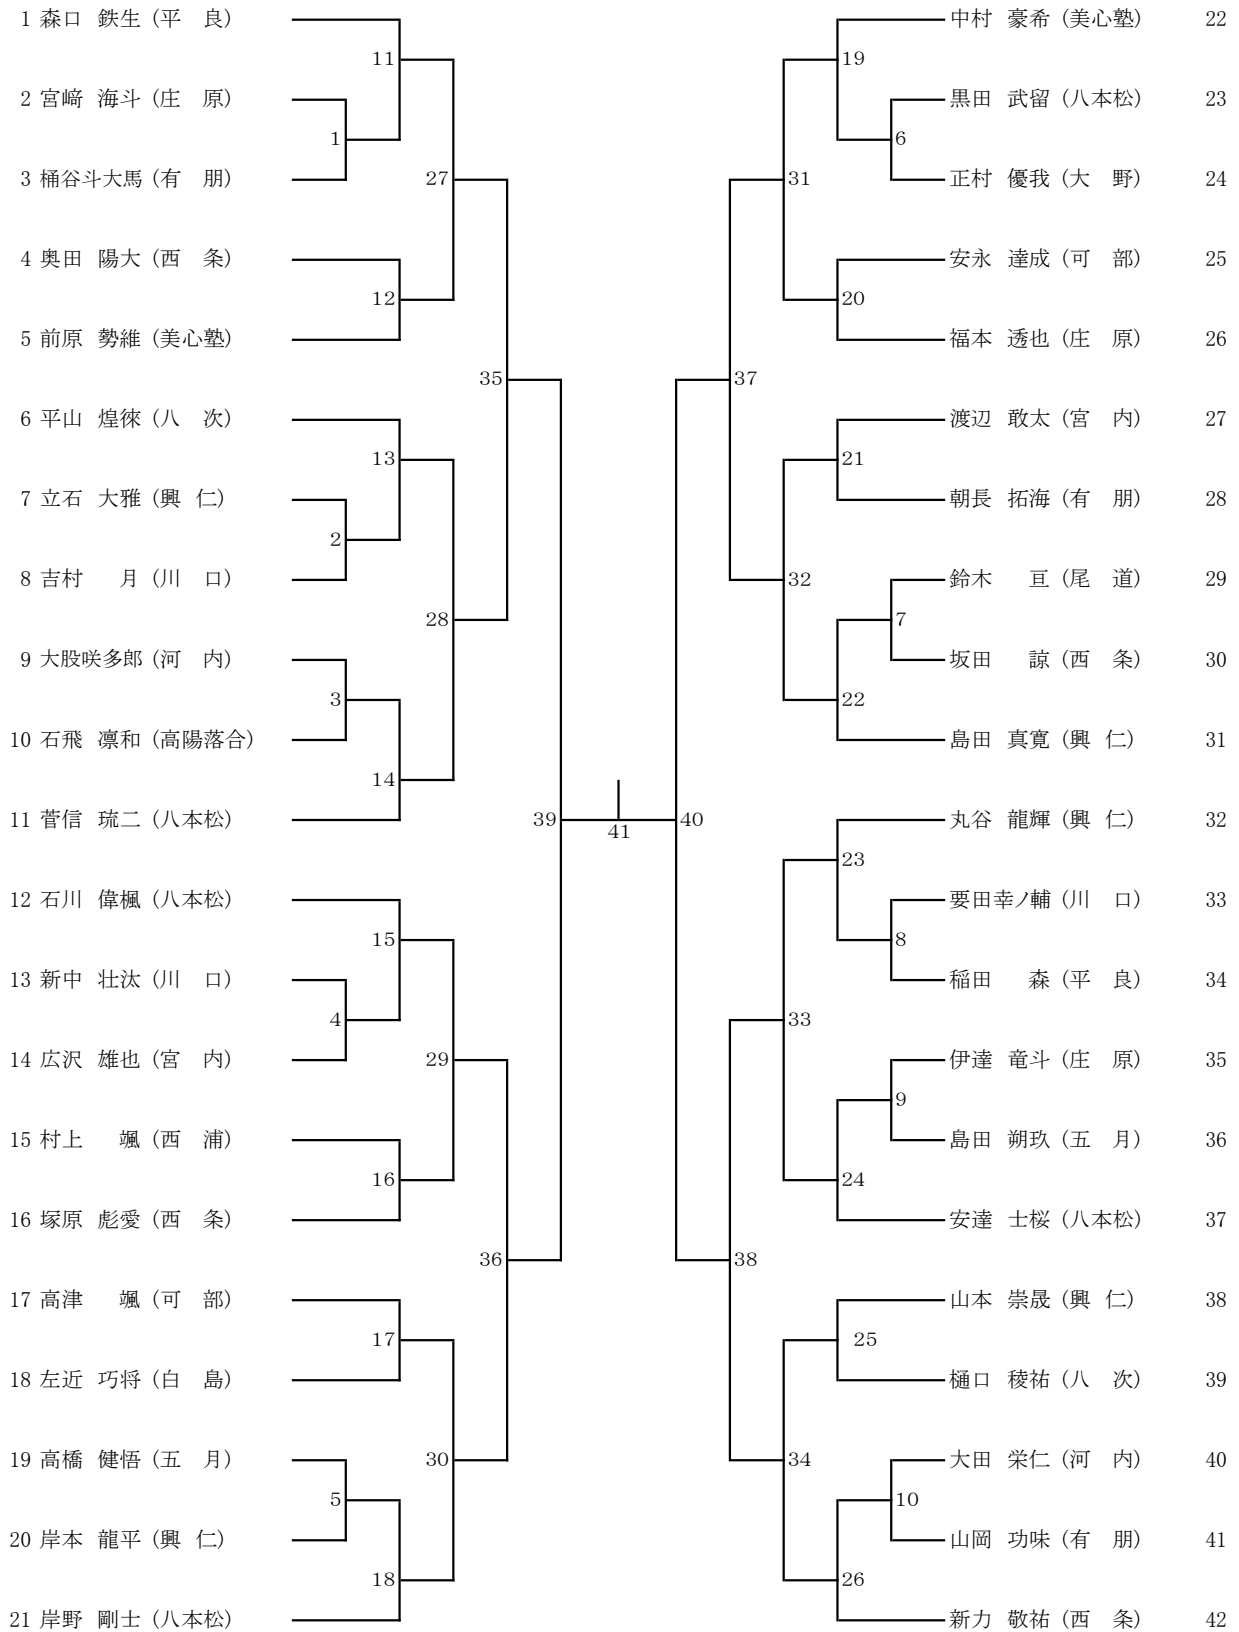 1 森口 鉄生 (平 良)
11
2 宮﨑 海斗 (庄 原)
1
3 桶谷斗大馬 (有 朋)
27
4 奥田 陽大 (西 条)
12
5 前原 勢維 (美心塾)
35
6 平山 煌徠 (八 次)
13
7 立石 大雅 (興 仁)
2
8 吉村 月 (川 口)
28
9 大股咲多郎 (河 内)
3
10 石飛 凛和 (高陽落合)
14
11 菅信 琉二 (八本松)
39
12 石川 偉楓 (八本松)
15
13 新中 壮汰 (川 口)
4
14 広沢 雄也 (宮 内)
29
15 村上 颯 (西 浦)
16
16 塚原 彪愛 (西 条)
36
17 高津 颯 (可 部)
17
18 左近 巧将 (白 島)
19 高橋 健悟 (五 月)
30
5
20 岸本 龍平 (興 仁)
18
21 岸野 剛士 (八本松)
41
中村 豪希 (美心塾) 22
19
黒田 武留 (八本松) 23
6
正村 優我 (大 野) 24
31
安永 達成 (可 部) 25
20
福本 透也 (庄 原) 26
37
渡辺 敢太 (宮 内) 27
21
朝長 拓海 (有 朋) 28
32
鈴木 亘 (尾 道) 29
7
坂田 諒 (西 条) 30
22
島田 真寛 (興 仁) 31
40
丸谷 龍輝 (興 仁) 32
23
要田幸ノ輔 (川 口) 33
8
稲田 森 (平 良) 34
33
伊達 竜斗 (庄 原) 35
9
島田 朔玖 (五 月) 36
24
安達 士桜 (八本松) 37
38
山本 崇晟 (興 仁) 38
25
樋口 稜祐 (八 次) 39
34
大田 栄仁 (河 内) 40
10
山岡 功味 (有 朋) 41
26
新力 敬祐 (西 条) 42